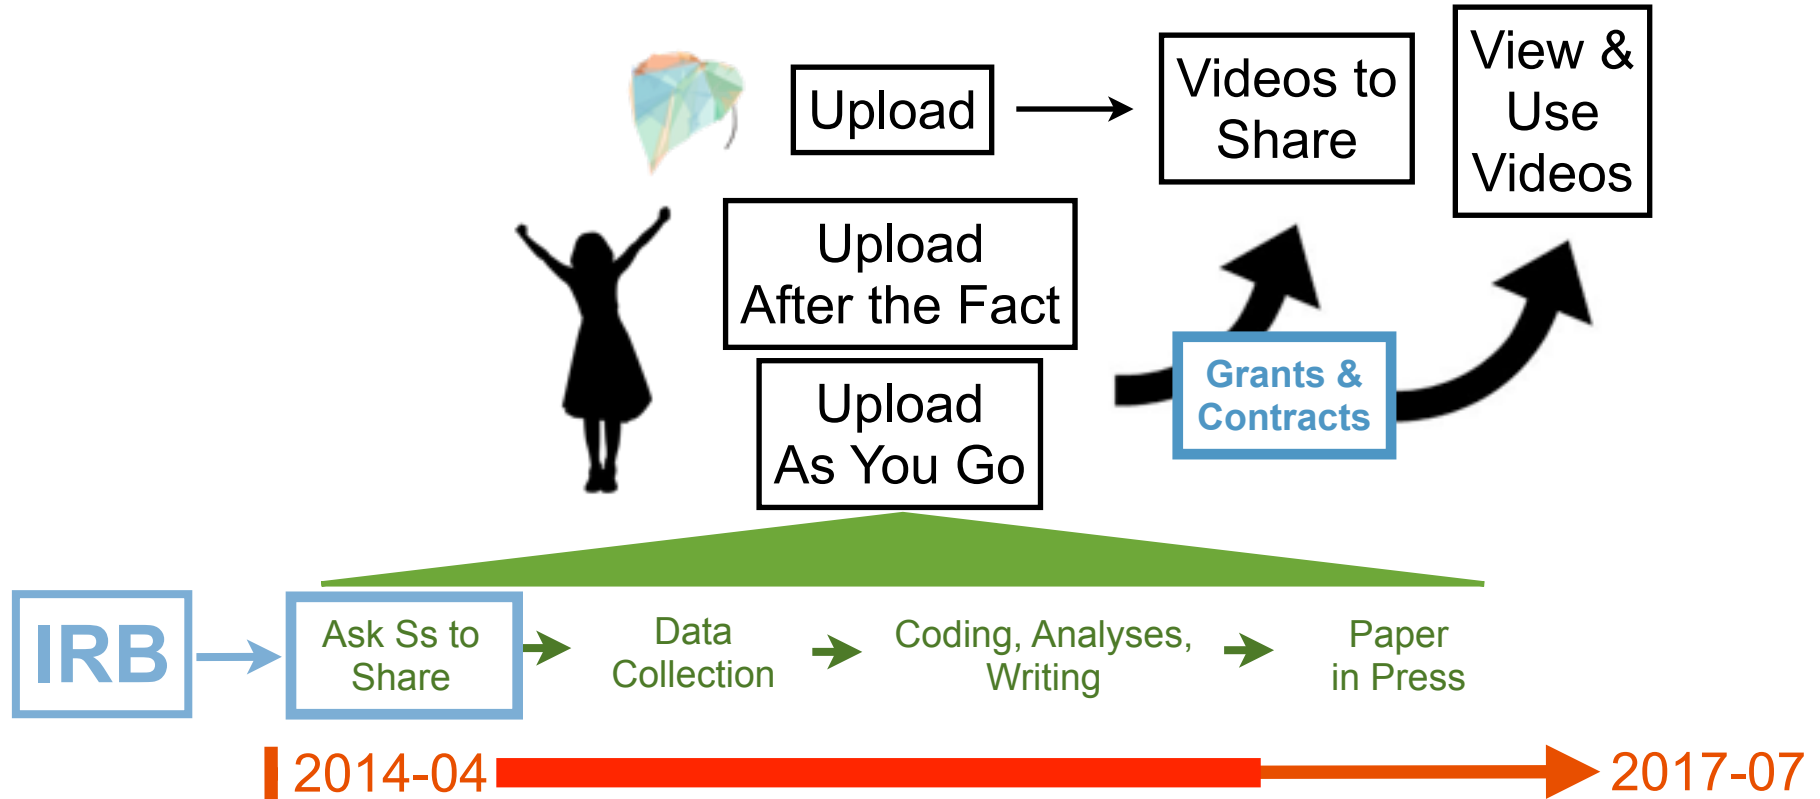 Upload
Videos to
Share
View &
Use
Videos
Upload
After the Fact
Upload
As You Go
Grants &
Contracts
IRB
Ask Ss to
Share
Data
Collection
Coding, Analyses,
Writing
Paper
in Press
2014-04
2017-07